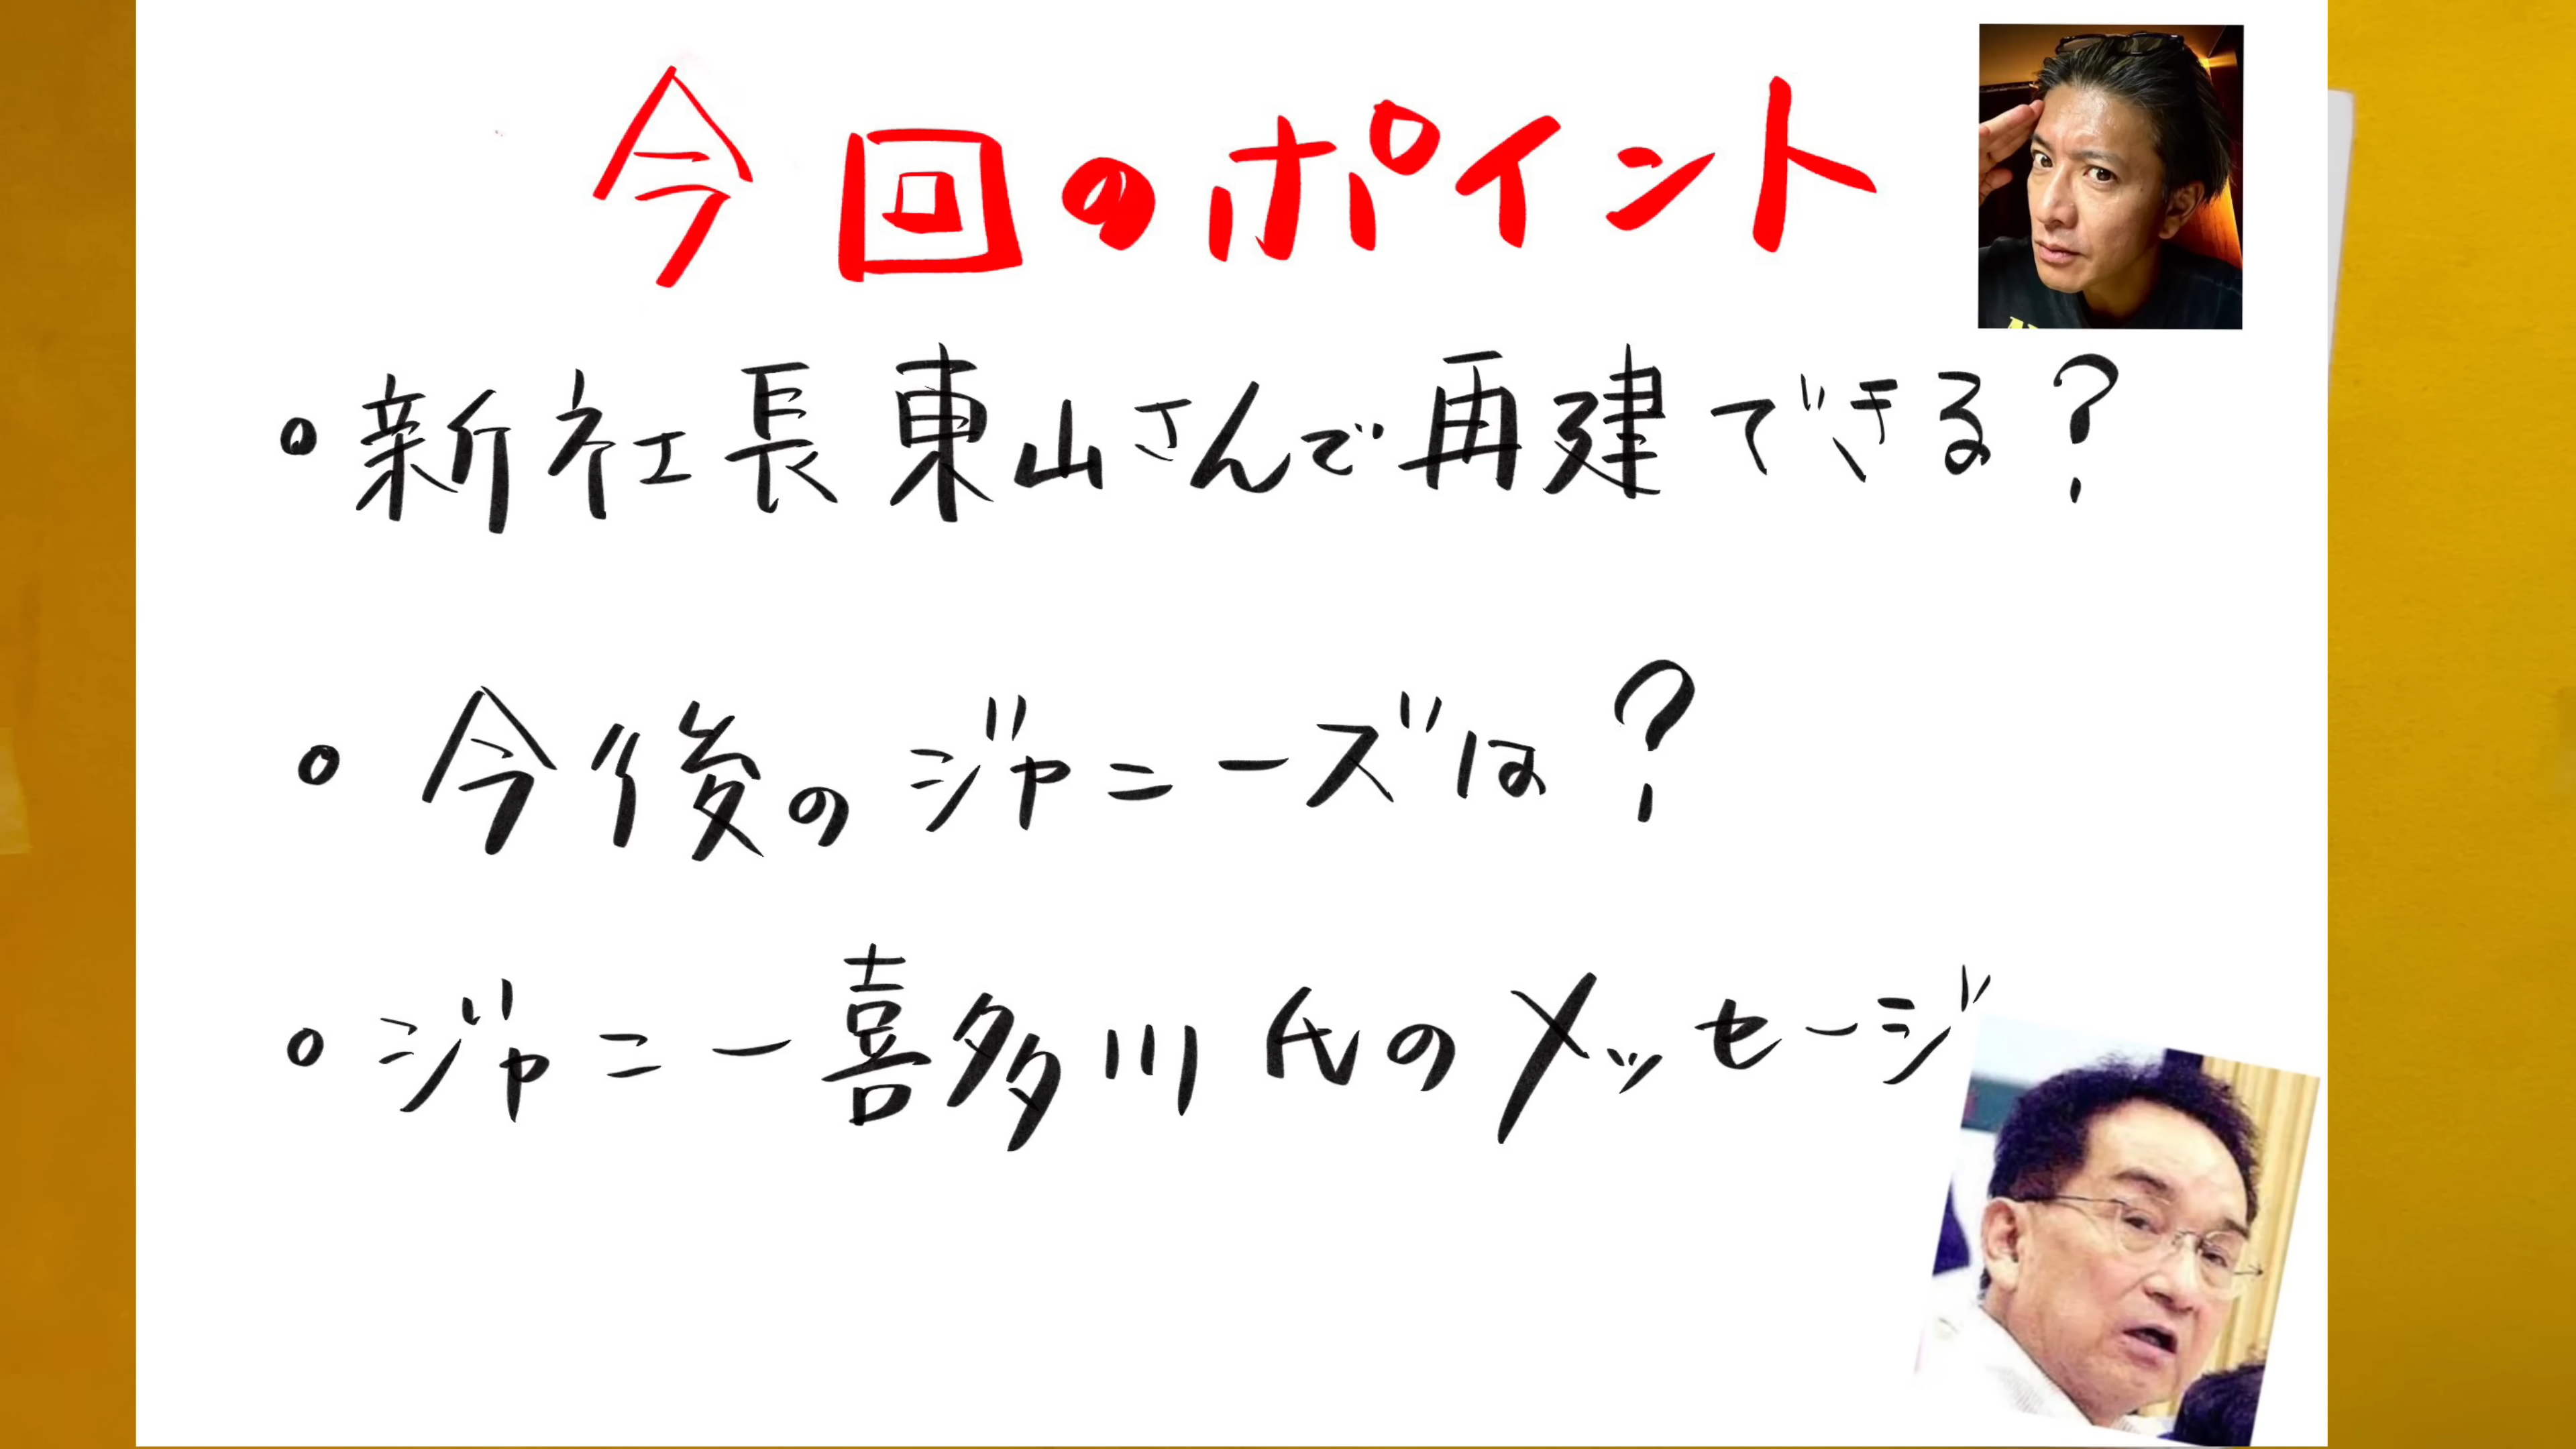 今回のポイント
。新社長東山さんで再建できる?
。今後のジャニーズは?
。ジャニー喜多川氏のメッセージ